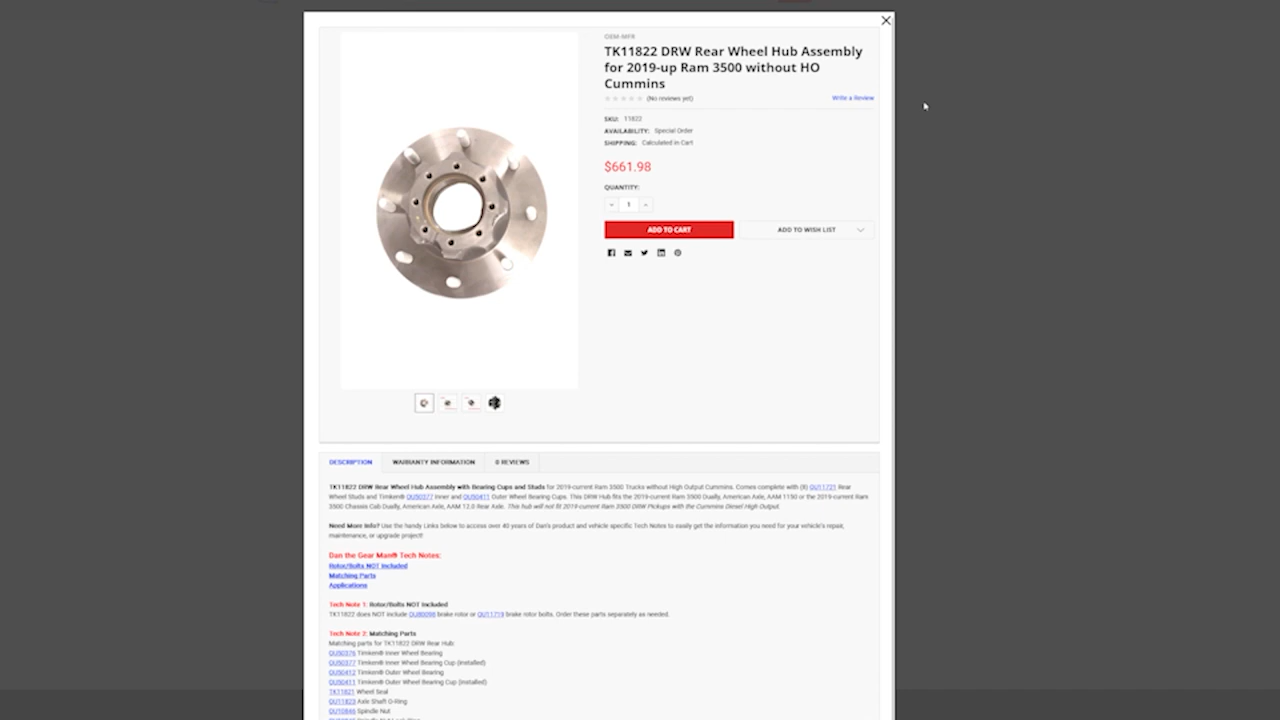 OEM-MFR
TK11822 DRW Rear Wheel Hub Assembly
for 2019-up Ram 3500 without HO
Cummins
(No reviews yet)
Write a Review
SKU: 11822
AVAILABILITY: Special Order
SHIPPING: Calculated in Cart
$661.98
QUANTITY:
1
ADD TO CART
ADD TO WISH LIST
DESCRIPTION
WARRANTY INFORMATION
0 REVIEWS
TK11822 DRW Rear Wheel Hub Assembly with Bearing Cups and Studs for 2019-current Ram 3500 Trucks without High Output Cummins. Comes complete with (8) QU11721 Rear
Wheel Studs and Timken® QU50377 Inner and QU50411 Outer Wheel Bearing Cups. This DRW Hub fits the 2019-current Ram 3500 Dually, American Axle, AAM 1150 or the 2019-current Ram
3500 Chassis Cab Dually, American Axle, AAM 12.0 Rear Axle. This hub will not fit 2019-current Ram 3500 DRW Pickups with the Cummins Diesel High Output.
Need More Info? Use the handy Links below to access over 40 years of Dan's product and vehicle specific Tech Notes to easily get the information you need for your vehicle's repair,
maintenance, or upgrade project!
Dan the Gear Man® Tech Notes:
Rotor/Bolts NOT Included
Matching Parts
Applications
Tech Note 1: Rotor/Bolts NOT Included
TK11822 does NOT include brake rotor or QU11719 brake rotor bolts. Order these parts separately as needed.
Tech Note 2: Matching Parts
Matching parts for TK11822 DRW Rear Hub:
QU50376 Timken® Inner Wheel Bearing
QU50377 Timken® Inner Wheel Bearing Cup (Installed)
QU50412 Timken® Outer Wheel Bearing
QU50411 Timken® Outer Wheel Bearing Cup (Installed)
TK11821 Wheel Seal
QU11823 Axle Shaft O-Ring
QU10846 Spindle Nut